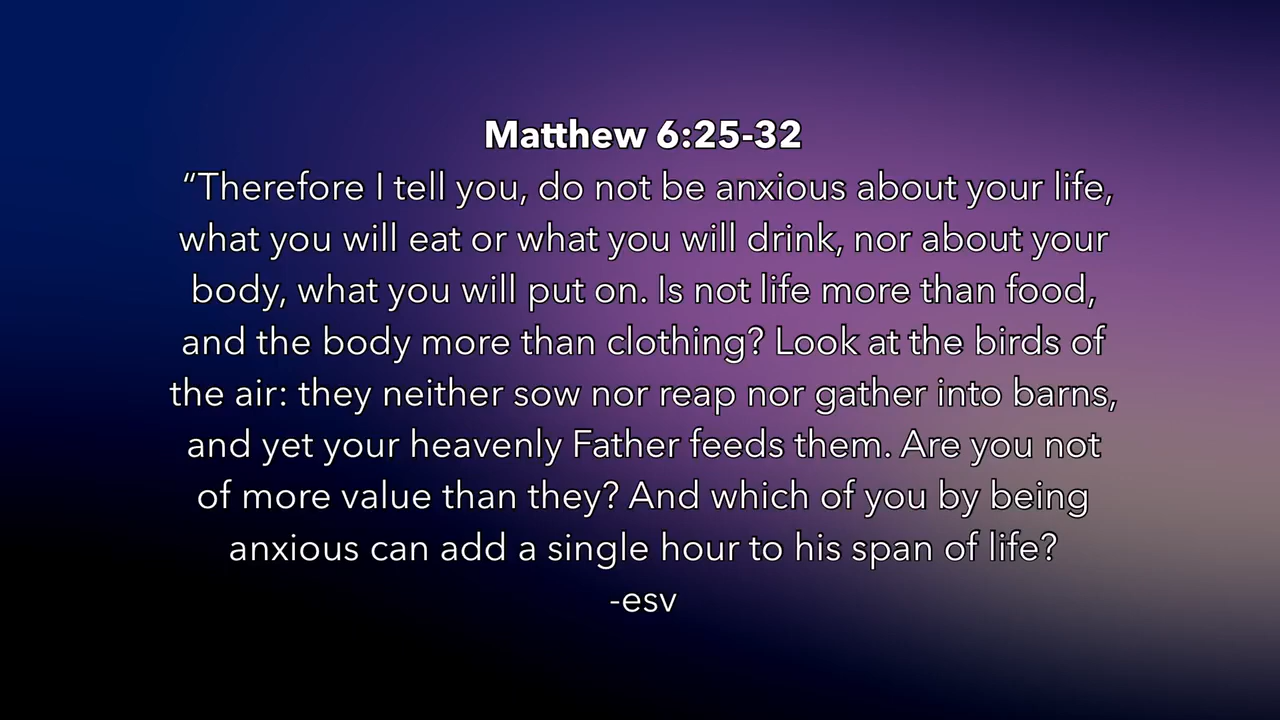 Matthew 6:25-32
“Therefore I tell you, do not be anxious about your life,
what you will eat or what you will drink, nor about your
body, what you will put on. Is not life more than food,
and the body more than clothing? Look at the birds of
the air: they neither sow nor reap nor gather into barns,
and yet your heavenly Father feeds them. Are you not
of more value than they? And which of you by being
anxious can add a single hour to his span of life?
-esv